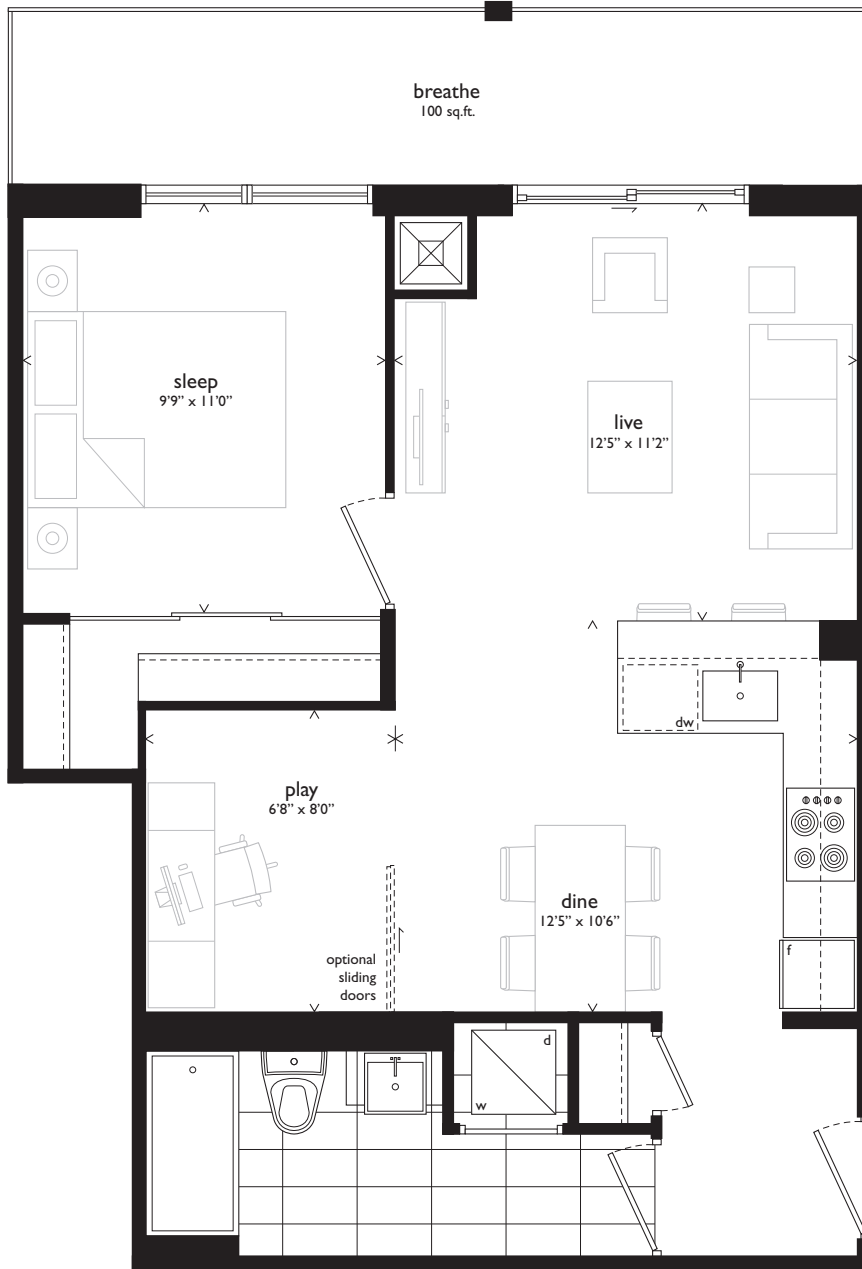 breathe
100 sq.ft.
sleep
9’9” x 11’0”
live
12’5” x 11’2”
dw
play
6’8” x 8’0”
dine
12’5” x 10’6”
f
optional
sliding
doors
d
w